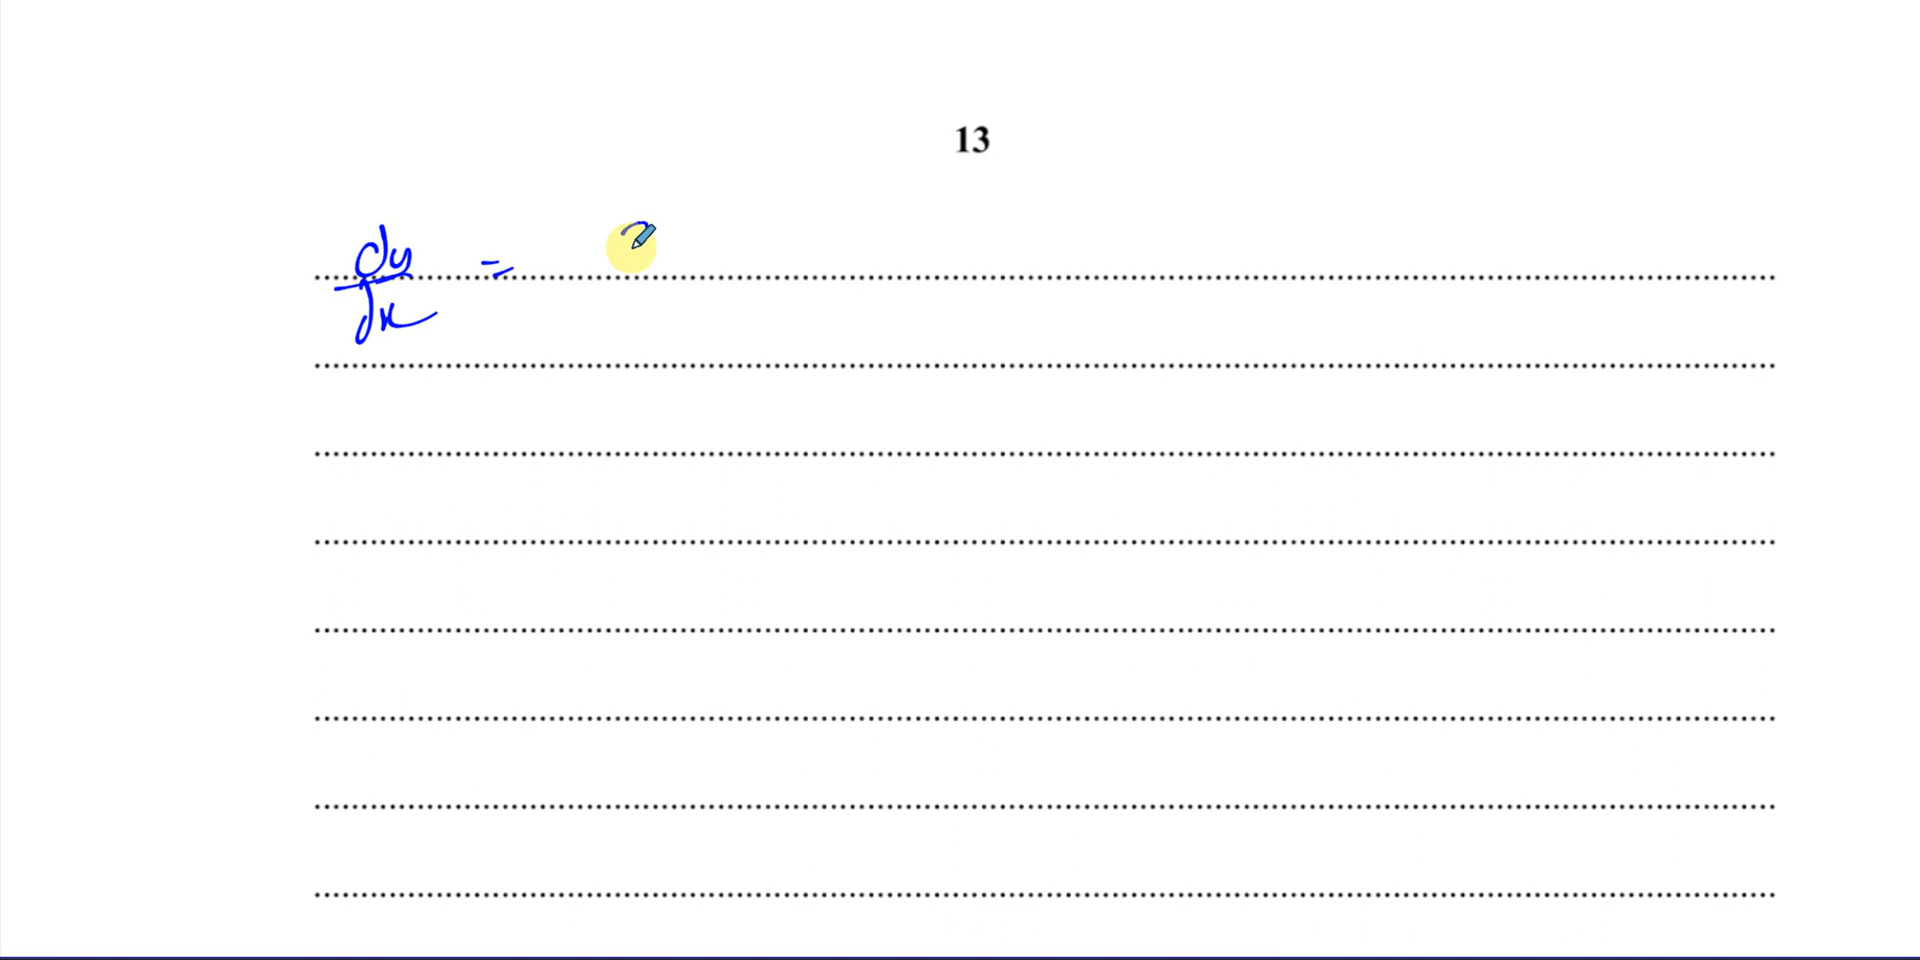 13
dy/dx =